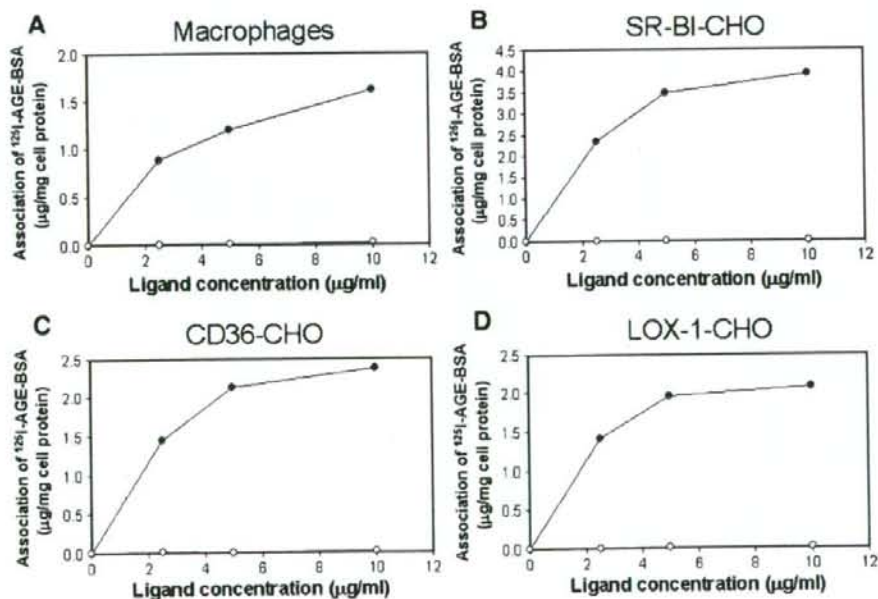 A
Macrophages
Association of ¹²⁵I-AGE-BSA
(µg/mg cell protein)
2.0
1.5
1.0
0.5
0.0
0 2 4 6 8 10 12
Ligand concentration (µg/ml)
B
SR-BI-CHO
Association of ¹²⁵I-AGE-BSA
(µg/mg cell protein)
4.5
4.0
3.5
3.0
2.5
2.0
1.5
1.0
0.5
0.0
0 2 4 6 8 10 12
Ligand concentration (µg/ml)
C
CD36-CHO
Association of ¹²⁵I-AGE-BSA
(µg/mg cell protein)
2.5
2.0
1.5
1.0
0.5
0.0
0 2 4 6 8 10 12
Ligand concentration (µg/ml)
D
LOX-1-CHO
Association of ¹²⁵I-AGE-BSA
(µg/mg cell protein)
2.5
2.0
1.5
1.0
0.5
0.0
0 2 4 6 8 10 12
Ligand concentration (µg/ml)